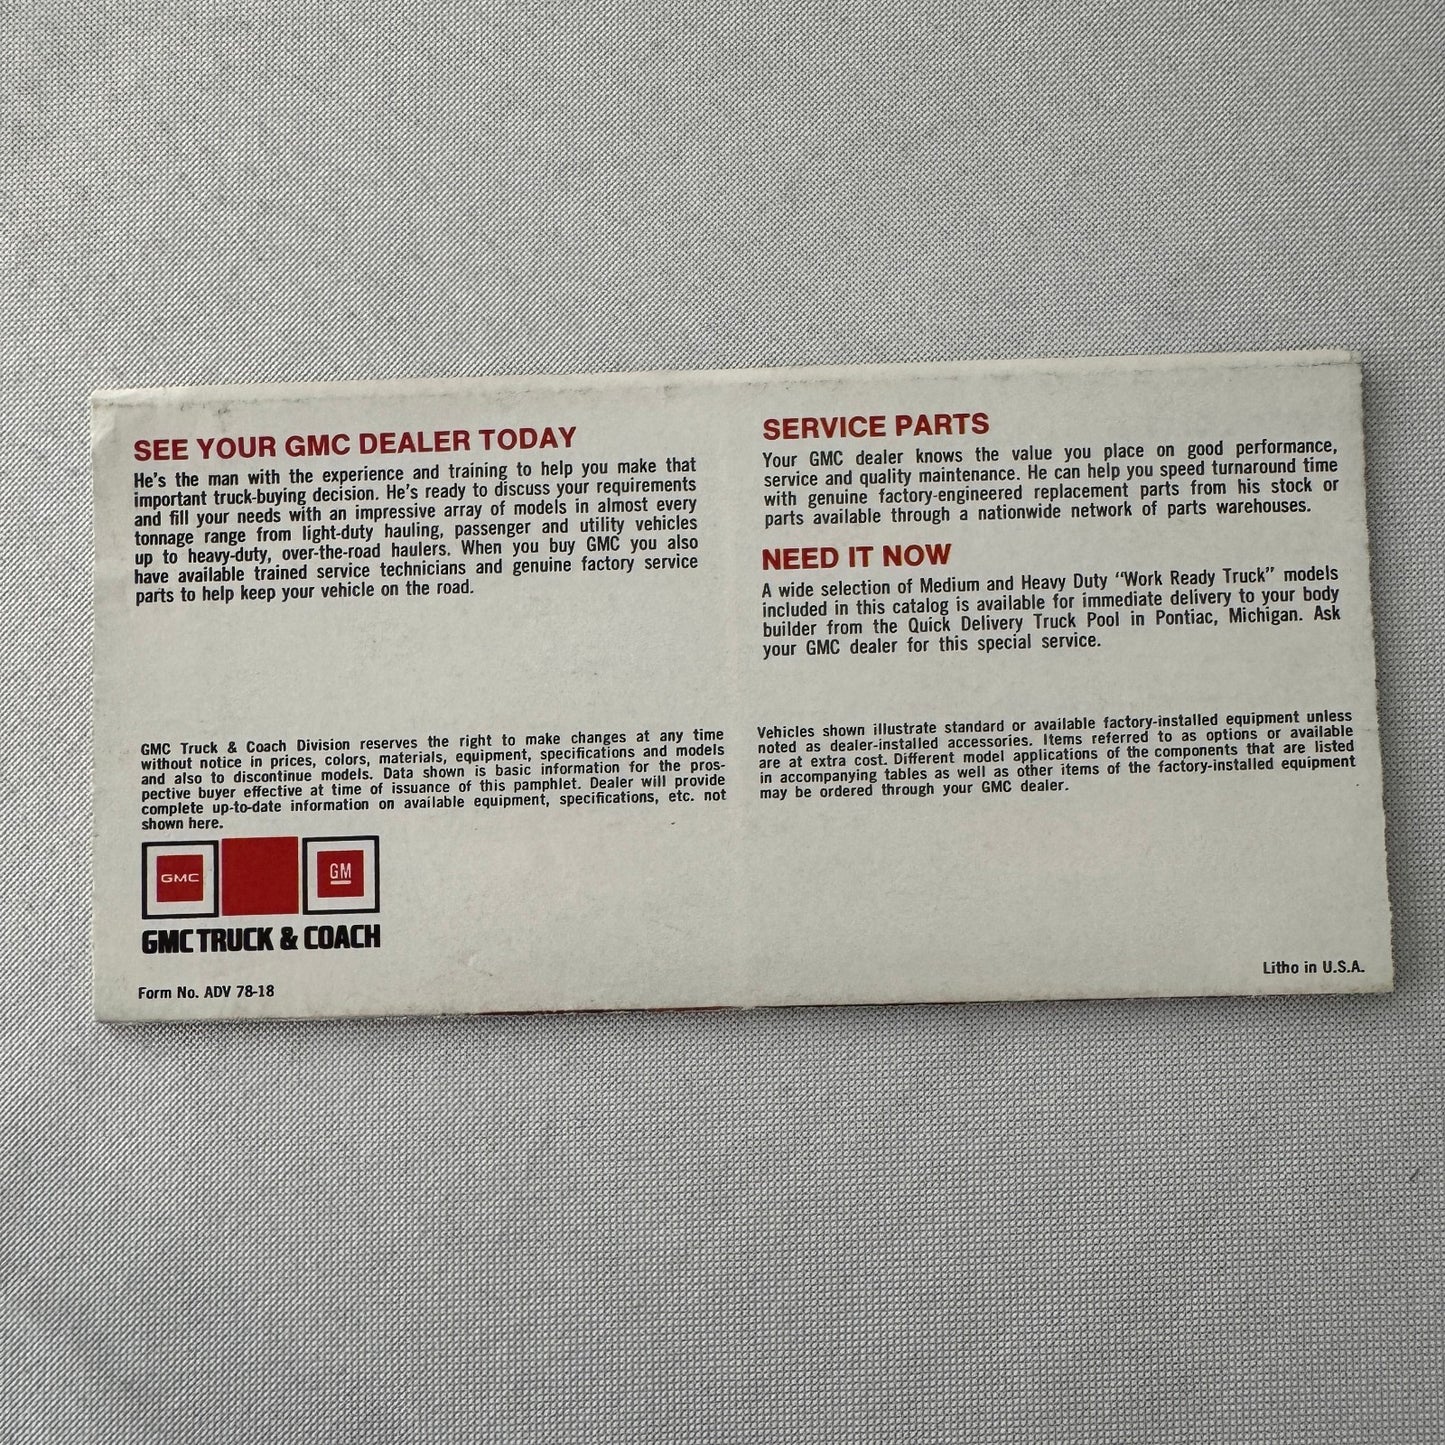 SEE YOUR GMC DEALER TODAY
He's the man with the experience and training to help you make that
important truck-buying decision. He's ready to discuss your requirements
and fill your needs with an impressive array of models in almost every
tonnage range from light-duty hauling, passenger and utility vehicles
up to heavy-duty, over-the-road haulers. When you buy GMC you also
have available trained service technicians and genuine factory service
parts to help keep your vehicle on the road.
GMC Truck & Coach Division reserves the right to make changes at any time
without notice in prices, colors, materials, equipment, specifications and models
and also to discontinue models. Data shown is basic information for the pros-
pective buyer effective at time of issuance of this pamphlet. Dealer will provide
complete up-to-date information on available equipment, specifications, etc. not
shown here.
GMC
GM
GMC TRUCK & COACH
Form No. ADV 78-18
SERVICE PARTS
Your GMC dealer knows the value you place on good performance,
service and quality maintenance. He can help you speed turnaround time
with genuine factory-engineered replacement parts from his stock or
parts available through a nationwide network of parts warehouses.
NEED IT NOW
A wide selection of Medium and Heavy Duty "Work Ready Truck" models
included in this catalog is available for immediate delivery to your body
builder from the Quick Delivery Truck Pool in Pontiac, Michigan. Ask
your GMC dealer for this special service.
Vehicles shown illustrate standard or available factory-installed equipment unless
noted as dealer-installed accessories. Items referred to as options or available
are at extra cost. Different model applications of the components that are listed
in accompanying tables as well as other items of the factory-installed equipment
may be ordered through your GMC dealer.
Litho in U.S.A.